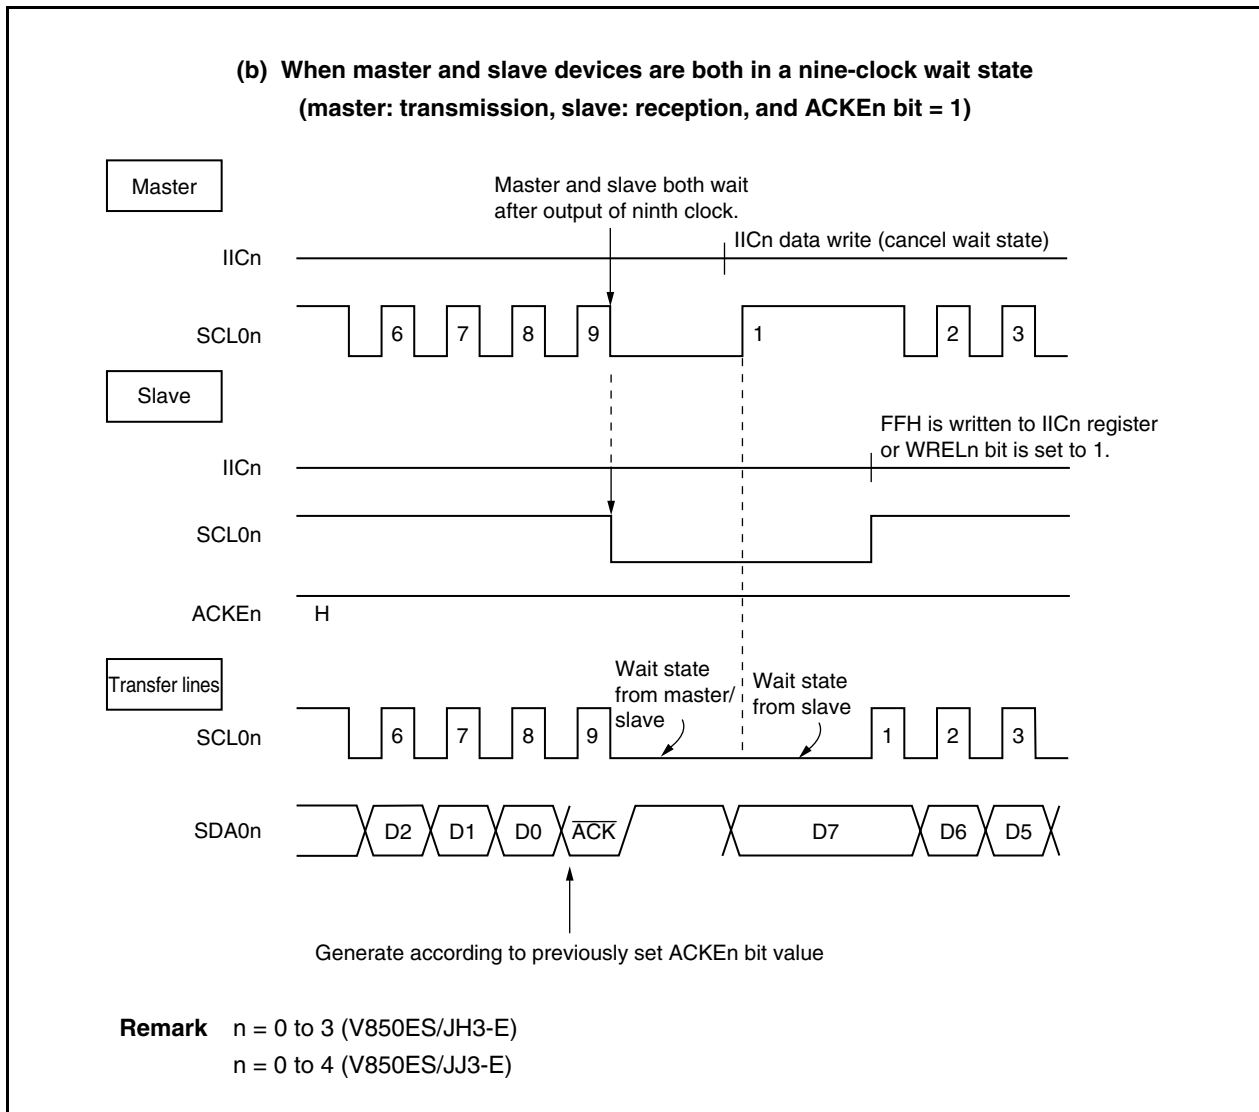 (b) When master and slave devices are both in a nine-clock wait state
(master: transmission, slave: reception, and ACKEn bit = 1)
Master
Master and slave both wait
after output of ninth clock.
IICn
IICn data write (cancel wait state)
SCL0n
6 7 8 9 1 2 3
Slave
FFH is written to IICn register
or WRELn bit is set to 1.
IICn
SCL0n
ACKEn
H
Transfer lines
Wait state
from master/
slave
Wait state
from slave
SCL0n
6 7 8 9 1 2 3
SDA0n
D2 D1 D0 ACK D7 D6 D5
Generate according to previously set ACKEn bit value
Remark n = 0 to 3 (V850ES/JH3-E)
n = 0 to 4 (V850ES/JJ3-E)